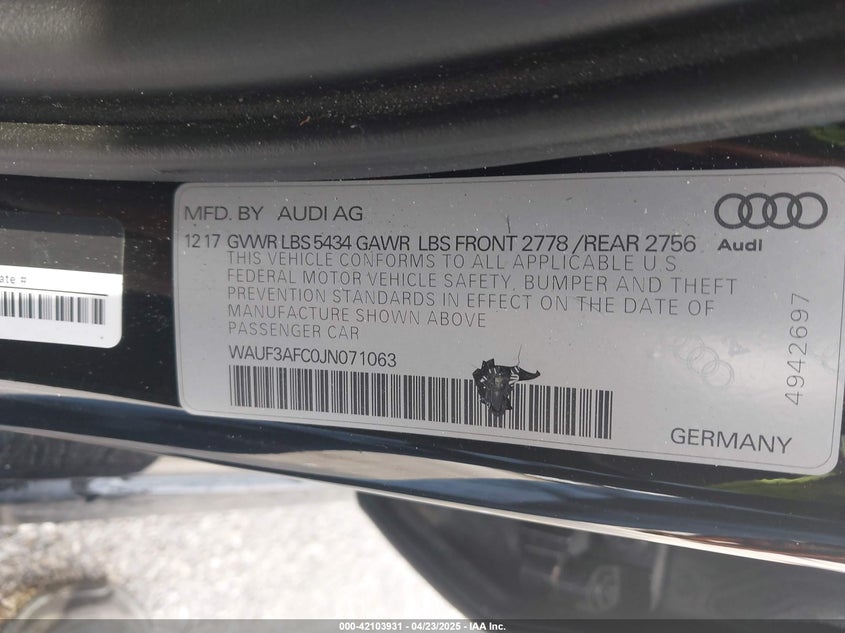 MFD. BY AUDI AG
12 17 GVWR LBS 5434 GAWR LBS FRONT 2778 /REAR 2756
THIS VEHICLE CONFORMS TO ALL APPLICABLE U.S.
FEDERAL MOTOR VEHICLE SAFETY, BUMPER AND THEFT
PREVENTION STANDARDS IN EFFECT ON THE DATE OF
MANUFACTURE SHOWN ABOVE
PASSENGER CAR
WAUF3AFC0JN071063
Audi
4942697
GERMANY
ate #
000-42103931 - 04/23/2025 - IAA Inc.